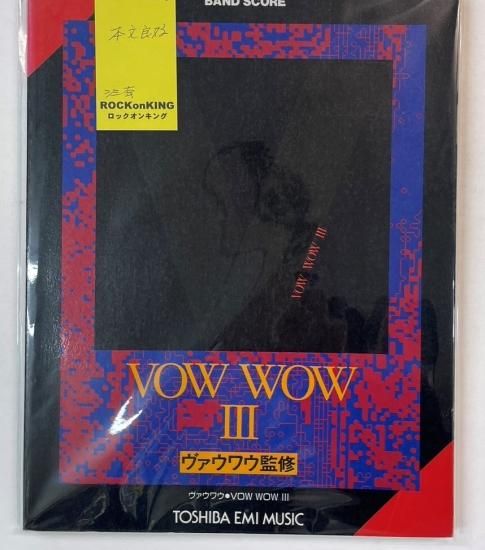 BAND SCORE
本文良好
注意
ROCKonKING
ロックオンキング
VOW WOW III
VOW WOW
III
ヴァウワウ監修
ヴァウワウ●VOW WOW III
TOSHIBA EMI MUSIC